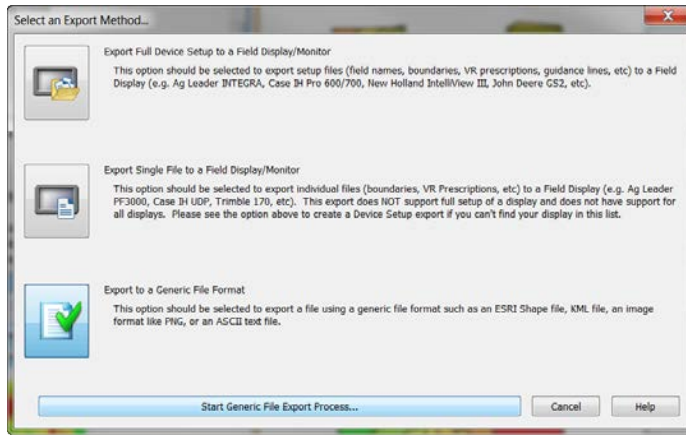 Select an Export Method...
Export Full Device Setup to a Field Display/Monitor
This option should be selected to export setup files (field names, boundaries, VR prescriptions, guidance lines, etc) to a Field
Display (e.g. Ag Leader INTEGRA, Case IH Pro 600/700, New Holland IntelliView III, John Deere GS2, etc).
Export Single File to a Field Display/Monitor
This option should be selected to export individual files (boundaries, VR Prescriptions, etc) to a Field Display (e.g. Ag Leader
PF3000, Case IH UDP, Trimble 170, etc). This export does NOT support full setup of a display and does not have support for
all displays. Please see the option above to create a Device Setup export if you can't find your display in this list.
Export to a Generic File Format
This option should be selected to export a file using a generic file format such as an ESRI Shape file, KML file, an image
format like PNG, or an ASCII text file.
Start Generic File Export Process...
Cancel
Help